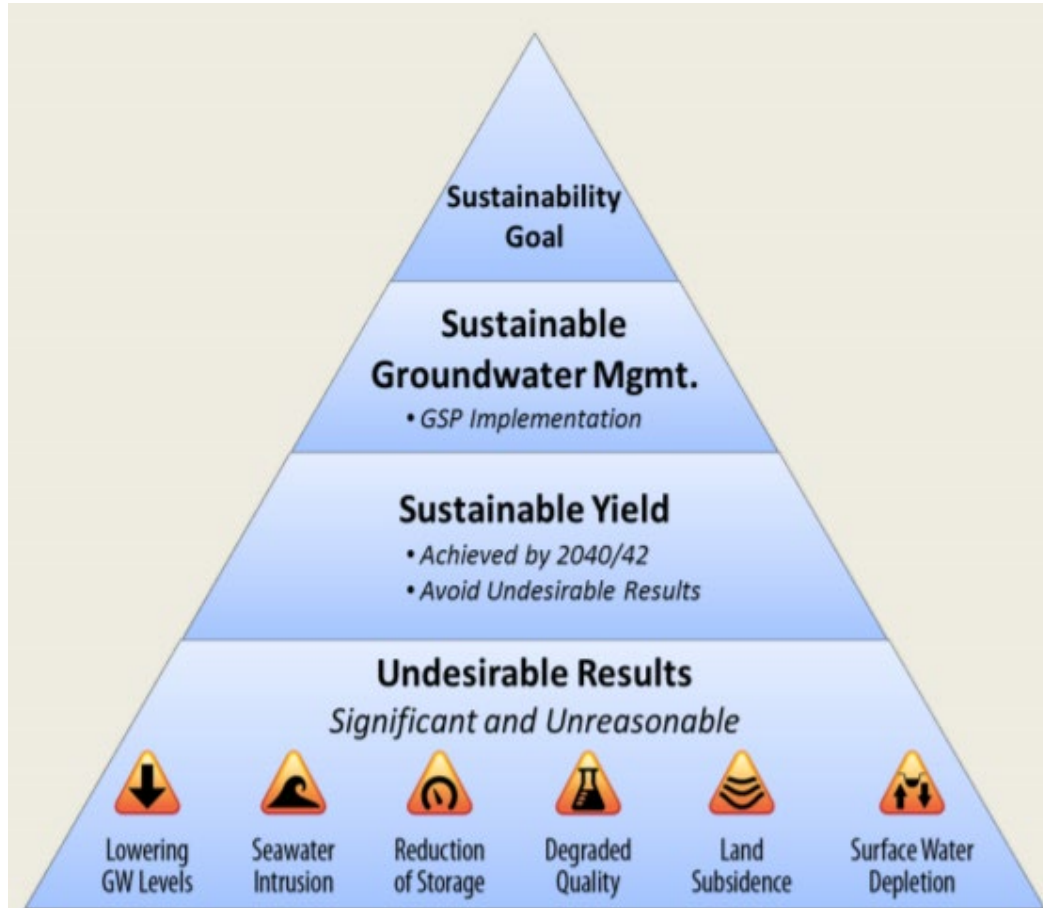 Sustainability
Goal
Sustainable
Groundwater Mgmt.
• GSP Implementation
Sustainable Yield
• Achieved by 2040/42
• Avoid Undesirable Results
Undesirable Results
Significant and Unreasonable
Lowering
GW Levels
Seawater
Intrusion
Reduction
of Storage
Degraded
Quality
Land
Subsidence
Surface Water
Depletion